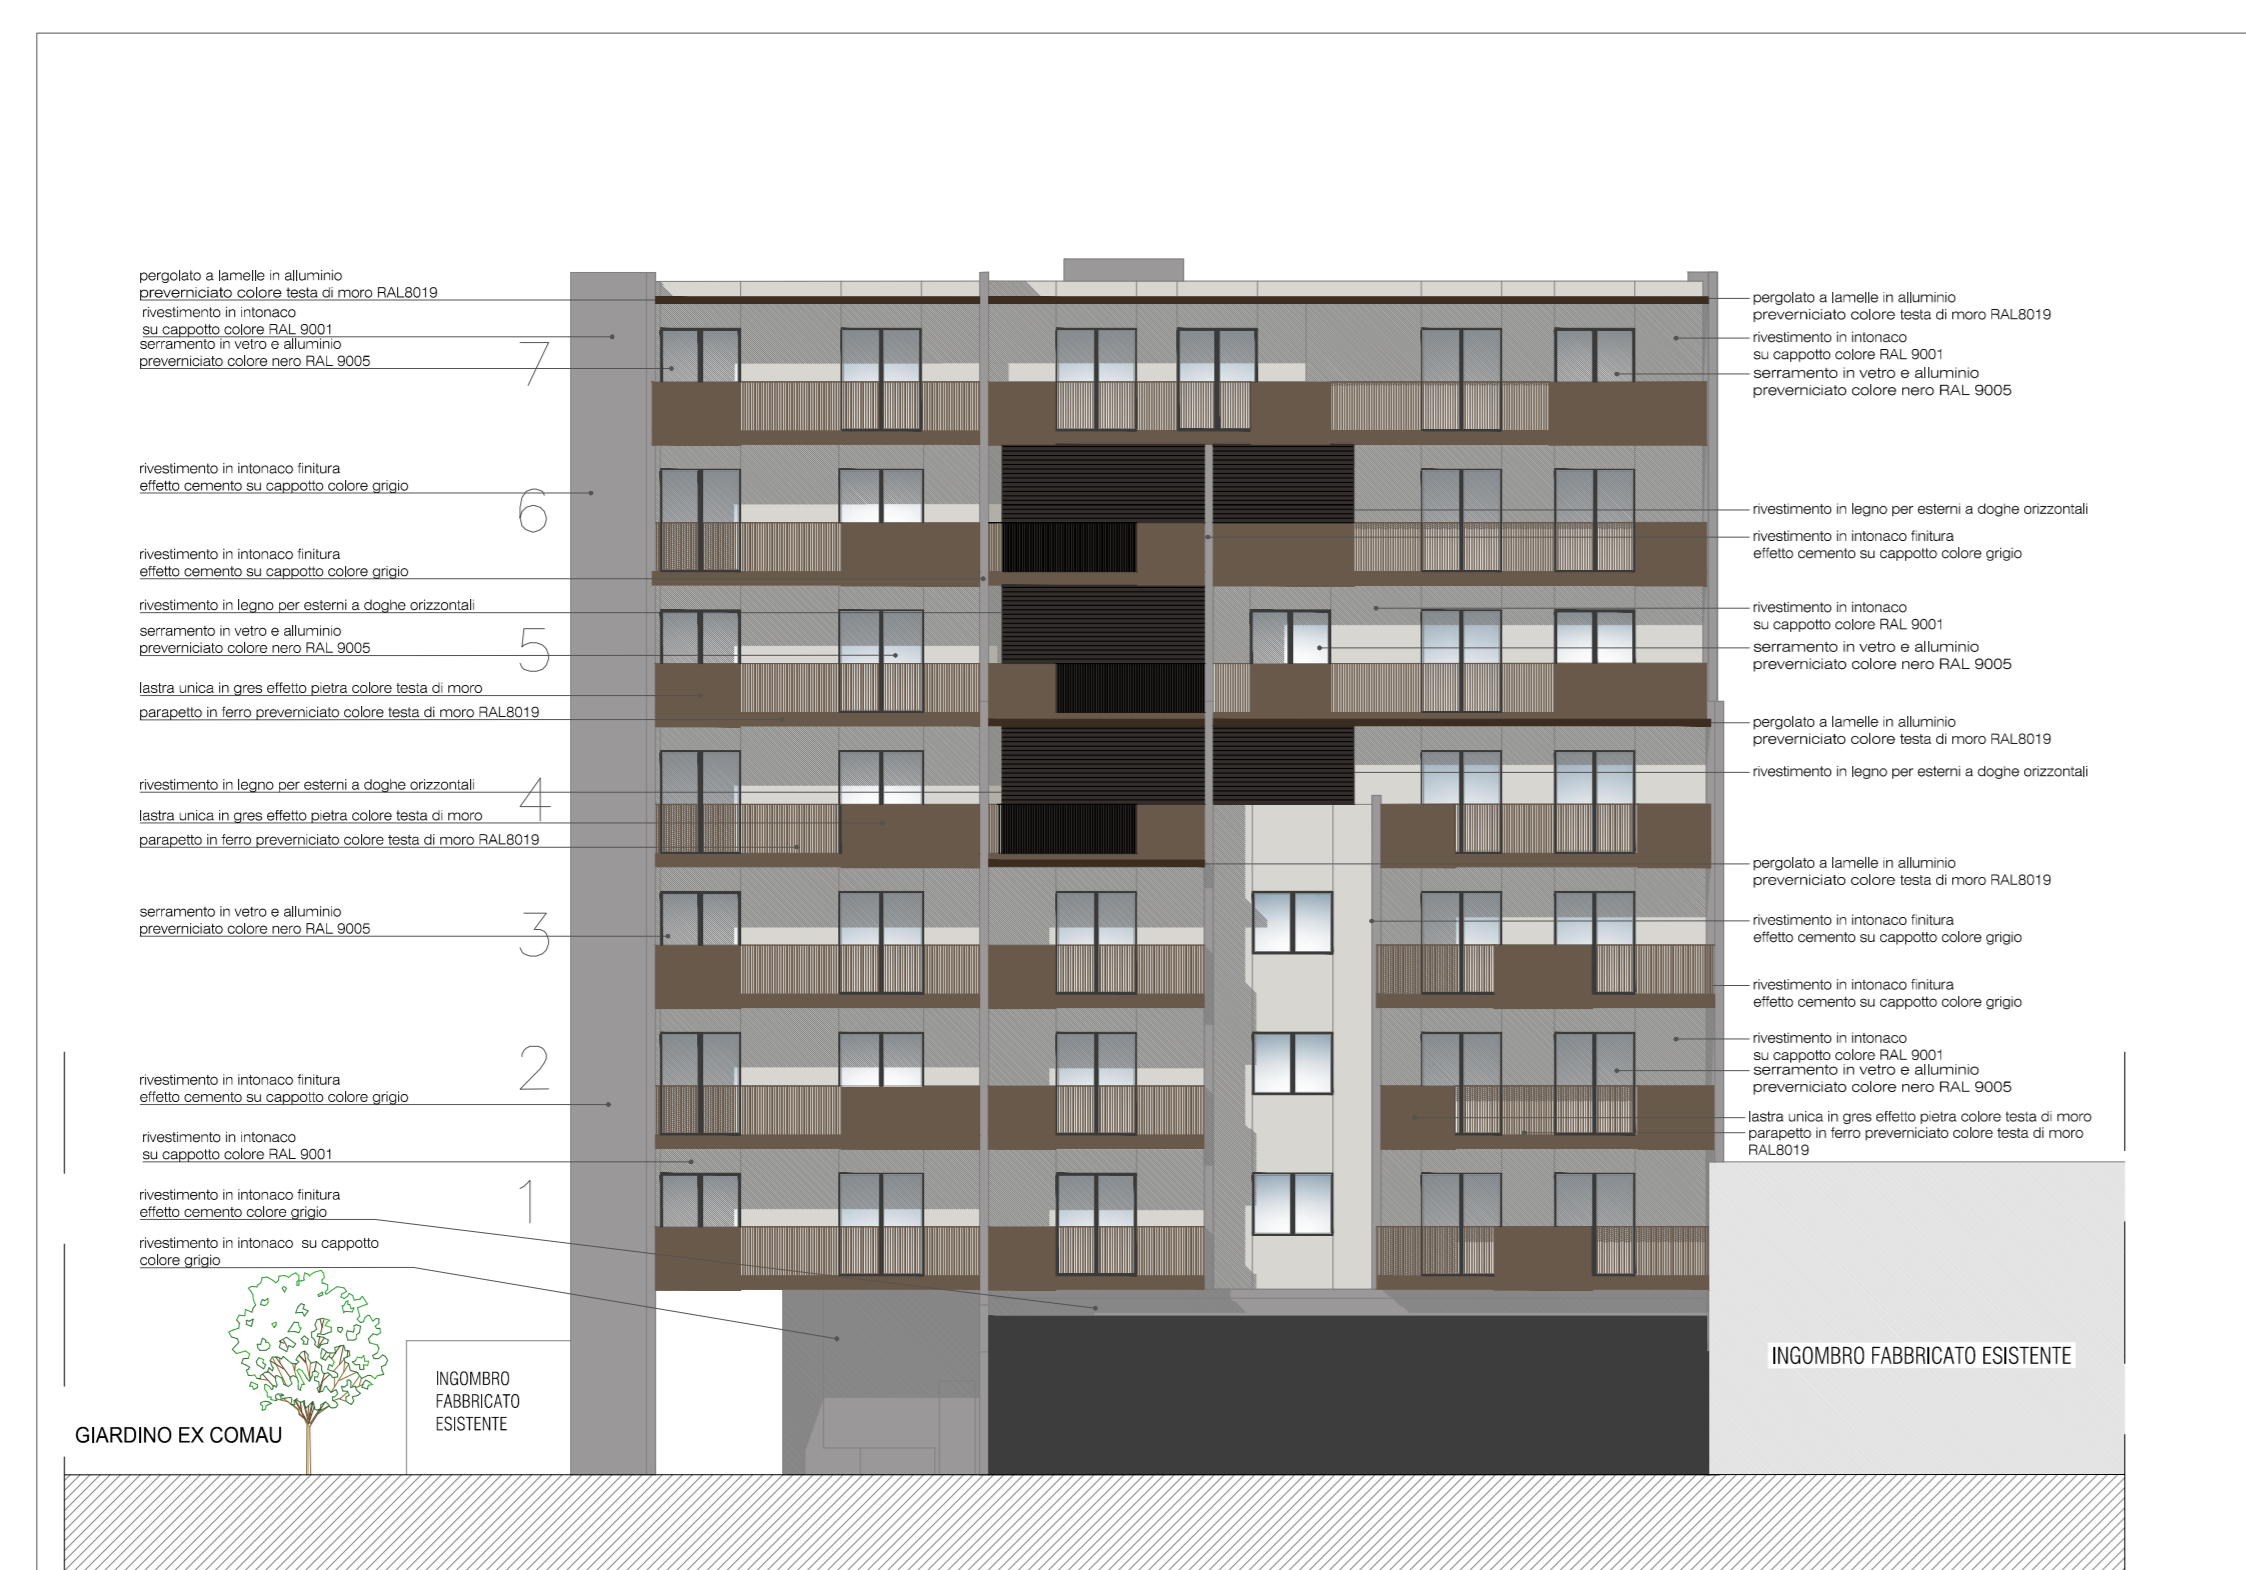 pergolato a lamelle in alluminio
preverniciato colore testa di moro RAL8019
rivestimento in intonaco
su cappotto colore RAL 9001
serramento in vetro e alluminio
preverniciato colore nero RAL 9005
7
rivestimento in intonaco finitura
effetto cemento su cappotto colore grigio
6
rivestimento in intonaco finitura
effetto cemento su cappotto colore grigio
rivestimento in legno per esterni a doghe orizzontali
serramento in vetro e alluminio
preverniciato colore nero RAL 9005
5
lastra unica in gres effetto pietra colore testa di moro
parapetto in ferro preverniciato colore testa di moro RAL8019
rivestimento in legno per esterni a doghe orizzontali
4
lastra unica in gres effetto pietra colore testa di moro
parapetto in ferro preverniciato colore testa di moro RAL8019
serramento in vetro e alluminio
preverniciato colore nero RAL 9005
3
rivestimento in intonaco finitura
effetto cemento su cappotto colore grigio
2
rivestimento in intonaco
su cappotto colore RAL 9001
rivestimento in intonaco finitura
effetto cemento colore grigio
1
rivestimento in intonaco su cappotto
colore grigio
GIARDINO EX COMAU
INGOMBRO
FABBRICATO
ESISTENTE
pergolato a lamelle in alluminio
preverniciato colore testa di moro RAL8019
rivestimento in intonaco
su cappotto colore RAL 9001
serramento in vetro e alluminio
preverniciato colore nero RAL 9005
rivestimento in legno per esterni a doghe orizzontali
rivestimento in intonaco finitura
effetto cemento su cappotto colore grigio
rivestimento in intonaco
su cappotto colore RAL 9001
serramento in vetro e alluminio
preverniciato colore nero RAL 9005
pergolato a lamelle in alluminio
preverniciato colore testa di moro RAL8019
rivestimento in legno per esterni a doghe orizzontali
pergolato a lamelle in alluminio
preverniciato colore testa di moro RAL8019
rivestimento in intonaco finitura
effetto cemento su cappotto colore grigio
rivestimento in intonaco finitura
effetto cemento su cappotto colore grigio
rivestimento in intonaco
su cappotto colore RAL 9001
serramento in vetro e alluminio
preverniciato colore nero RAL 9005
lastra unica in gres effetto pietra colore testa di moro
parapetto in ferro preverniciato colore testa di moro
RAL8019
INGOMBRO FABBRICATO ESISTENTE